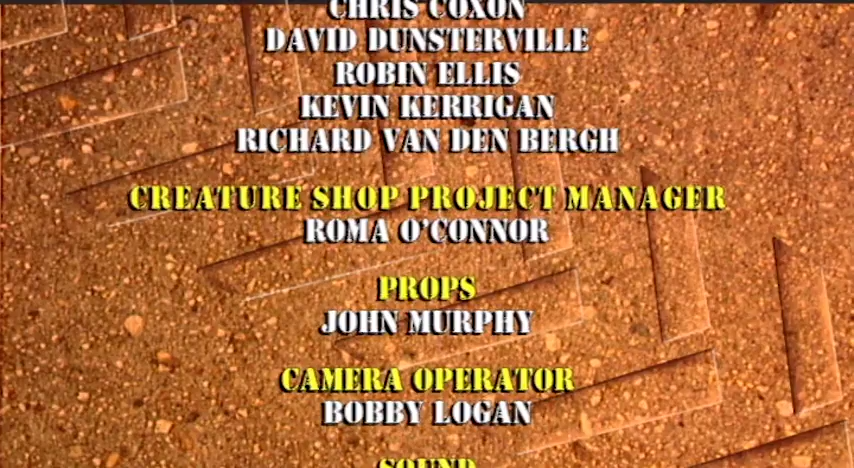 CHRIS COXON
DAVID DUNSTERVILLE
ROBIN ELLIS
KEVIN KERRIGAN
RICHARD VAN DEN BERGH
CREATURE SHOP PROJECT MANAGER
ROMA O'CONNOR
PROPS
JOHN MURPHY
CAMERA OPERATOR
BOBBY LOGAN
SOUND